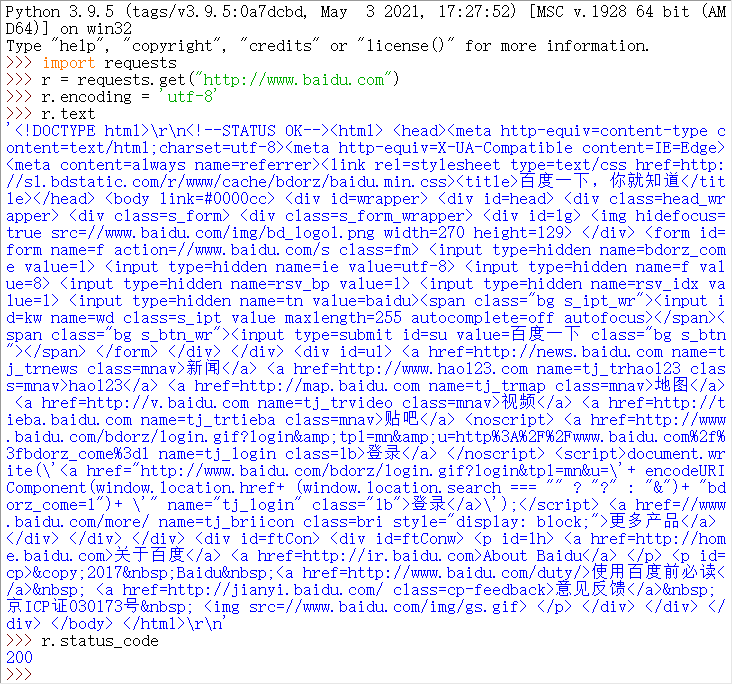 Python 3.9.5 (tags/v3.9.5:0a7dcbd, May  3 2021, 17:27:52) [MSC v.1928 64 bit (AM
D64)] on win32
Type "help", "copyright", "credits" or "license()" for more information.
>>> import requests
>>> r = requests.get("http://www.baidu.com")
>>> r.encoding = 'utf-8'
>>> r.text
'<!DOCTYPE html>\r\n<!--STATUS OK--><html> <head><meta http-equiv=content-type c
ontent=text/html;charset=utf-8><meta http-equiv=X-UA-Compatible content=IE=Edge>
<meta content=always name=referrer><link rel=stylesheet type=text/css href=http:
//s1.bdstatic.com/r/www/cache/bdorz/baidu.min.css><title>百度一下，你就知道</tit
le></head> <body link=#0000cc> <div id=wrapper> <div id=head> <div class=head_wr
apper> <div class=s_form> <div class=s_form_wrapper> <div id=lg> <img hidefocus=
true src=//www.baidu.com/img/bd_logo1.png width=270 height=129> </div> <form id=
form name=f action=//www.baidu.com/s class=fm> <input type=hidden name=bdorz_com
e value=1> <input type=hidden name=ie value=utf-8> <input type=hidden name=f val
ue=8> <input type=hidden name=rsv_bp value=1> <input type=hidden name=rsv_idx va
lue=1> <input type=hidden name=tn value=baidu><span class="bg s_ipt_wr"><input i
d=kw name=wd class=s_ipt value maxlength=255 autocomplete=off autofocus></span><
span class="bg s_btn_wr"><input type=submit id=su value=百度一下 class="bg s_btn
"></span> </form> </div> </div> <div id=u1> <a href=http://news.baidu.com name=t
j_trnews class=mnav>新闻</a> <a href=http://www.hao123.com name=tj_trhao123 clas
s=mnav>hao123</a> <a href=http://map.baidu.com name=tj_trmap class=mnav>地图</a>
 <a href=http://v.baidu.com name=tj_trvideo class=mnav>视频</a> <a href=http://t
ieba.baidu.com name=tj_trtieba class=mnav>贴吧</a> <noscript> <a href=http://www
.baidu.com/bdorz/login.gif?login&amp;tpl=mn&amp;u=http%3A%2F%2Fwww.baidu.com%2f%
3fbdorz_come%3d1 name=tj_login class=lb>登录</a> </noscript> <script>document.wr
ite(\'<a href="http://www.baidu.com/bdorz/login.gif?login&tpl=mn&u=\'+ encodeURI
Component(window.location.href+ (window.location.search === "" ? "?" : "&")+ "bd
orz_come=1")+ \'" name="tj_login" class="lb">登录</a>\');</script> <a href=//www
.baidu.com/more/ name=tj_briicon class=bri style="display: block;">更多产品</a>
</div> </div> </div> <div id=ftCon> <div id=ftConw> <p id=lh> <a href=http://hom
e.baidu.com>关于百度</a> <a href=http://ir.baidu.com>About Baidu</a> </p> <p id=
cp>&copy;2017&nbsp;Baidu&nbsp;<a href=http://www.baidu.com/duty/>使用百度前必读<
/a>&nbsp; <a href=http://jianyi.baidu.com/ class=cp-feedback>意见反馈</a>&nbsp;
京ICP证030173号&nbsp; <img src=//www.baidu.com/img/gs.gif> </p> </div> </div> </
div> </body> </html>\r\n'
>>> r.status_code
200
>>>